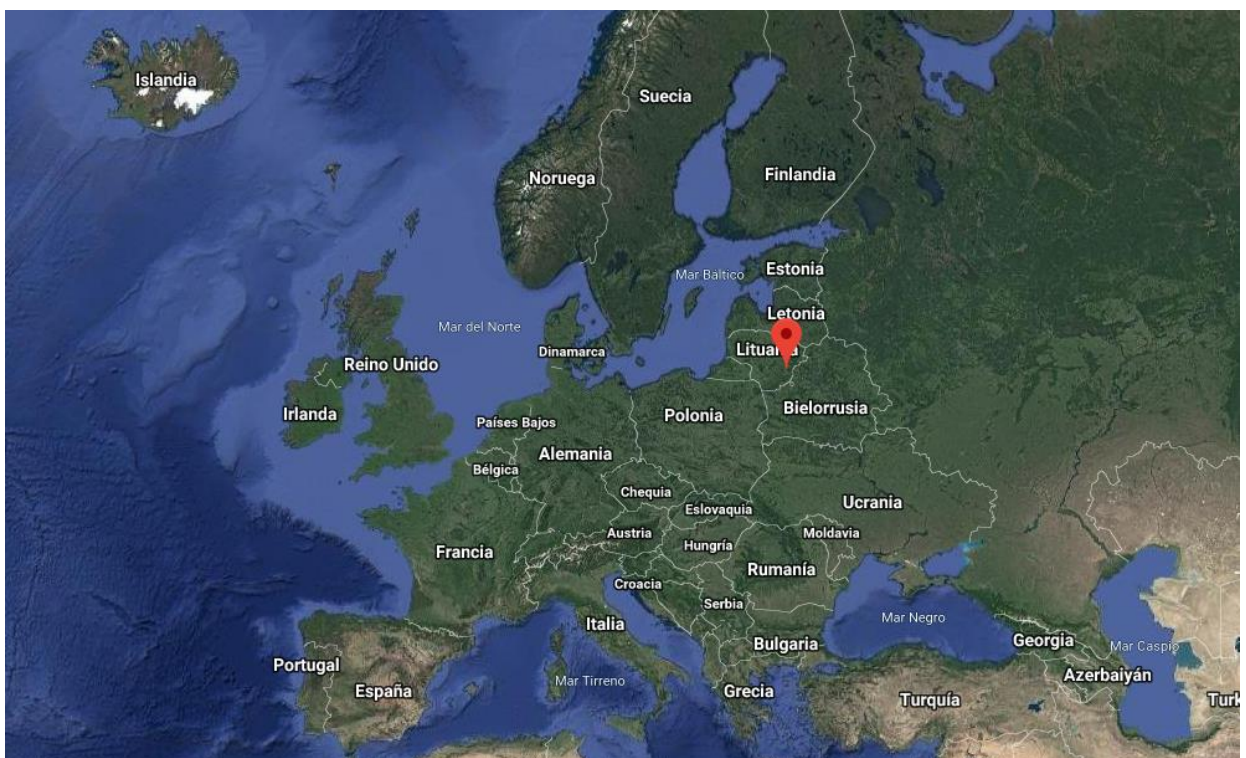 Islandia
Suecia
Noruega
Finlandia
Mar Báltico
Estonia
Letonia
Mar del Norte
Dinamarca
Reino Unido
Irlanda
Países Bajos
Polonia
Bielorrusia
Alemania
Bélgica
Chequia
Eslovaquia
Ucrania
Austria
Hungría
Moldavia
Francia
Rumanía
Croacia
Serbia
Italia
Mar Negro
Bulgaria
Georgia
Mar Caspio
Portugal
España
Mar Tirreno
Grecia
Turquía
Azerbaiyán
Turk